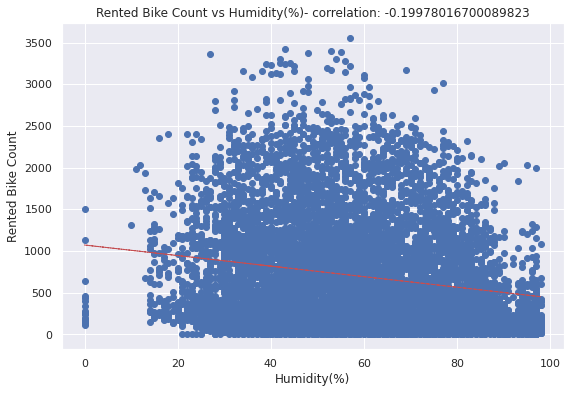 Rented Bike Count vs Humidity(%)- correlation: -0.19978016700089823
Rented Bike Count
3500
3000
2500
2000
1500
1000
500
0
0 20 40 60 80 100
Humidity(%)